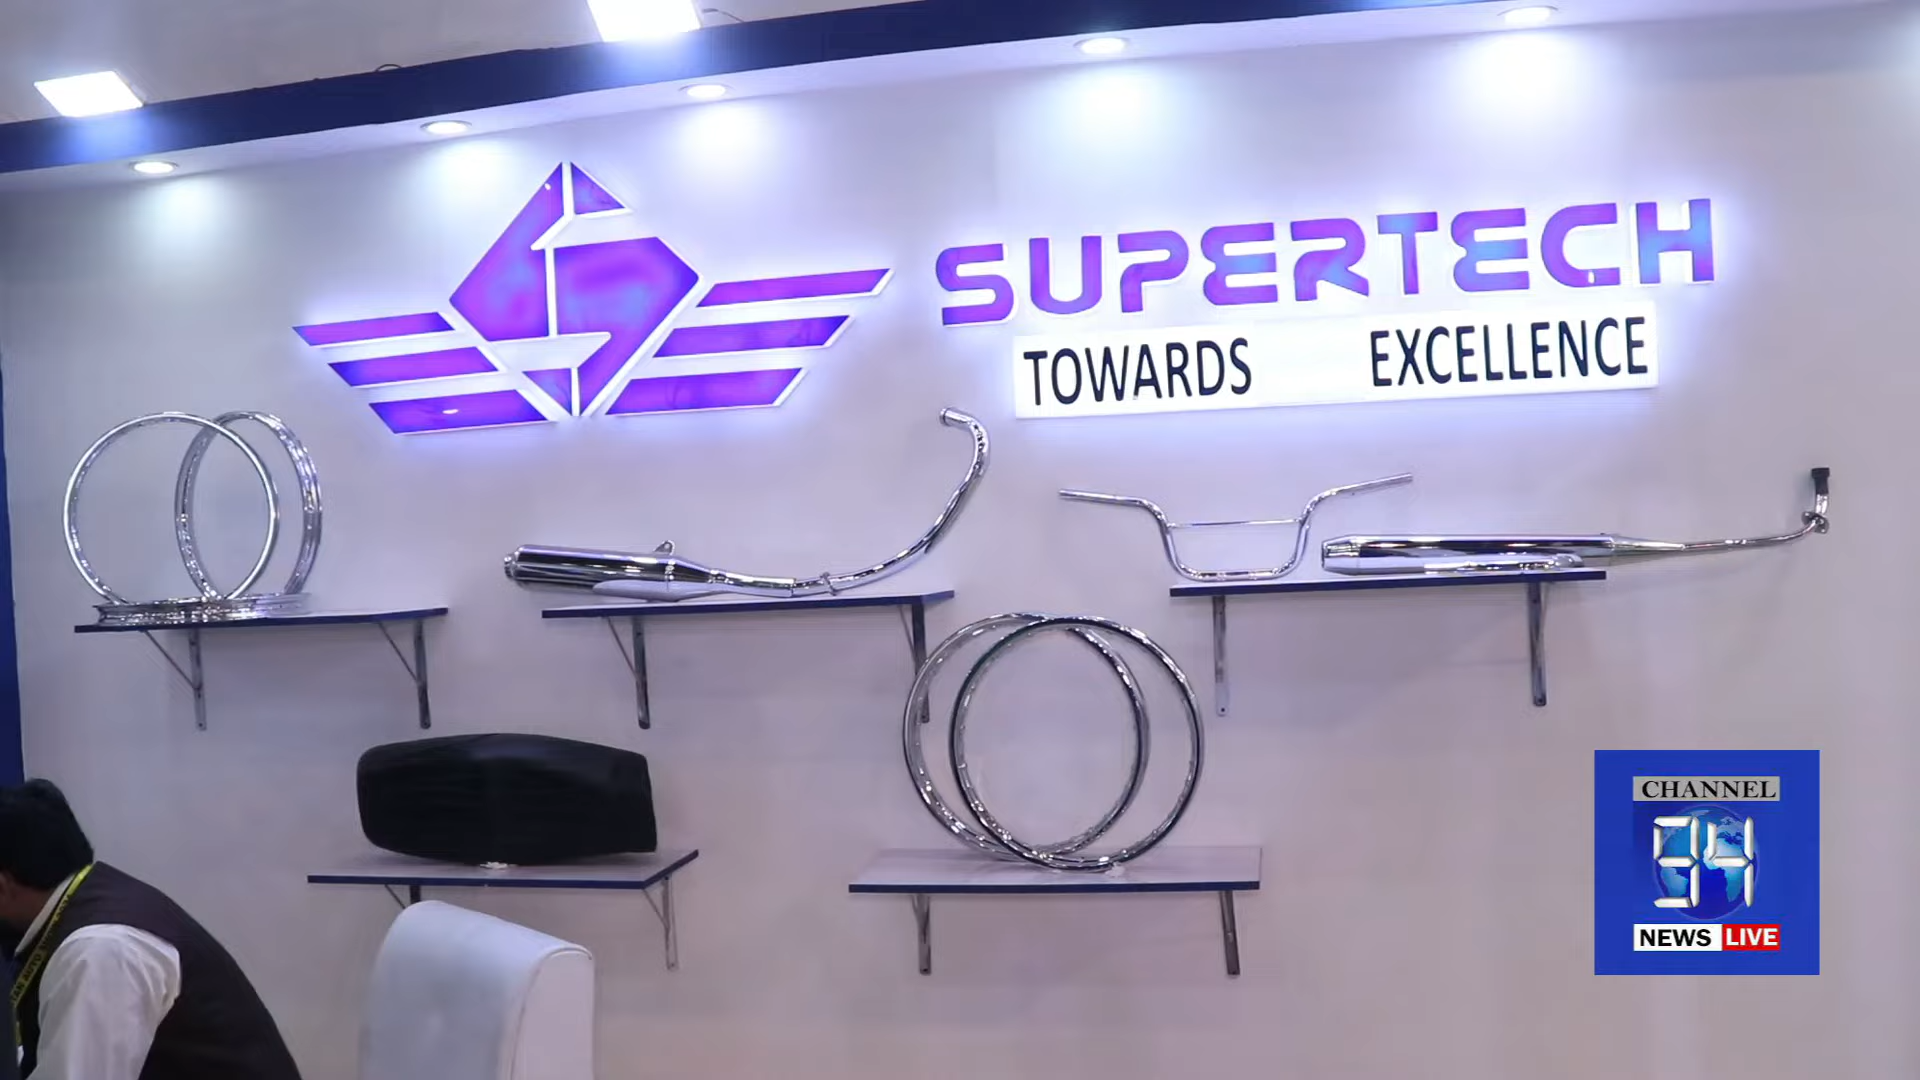 SUPERTECH
TOWARDS EXCELLENCE
CHANNEL
94
NEWS LIVE